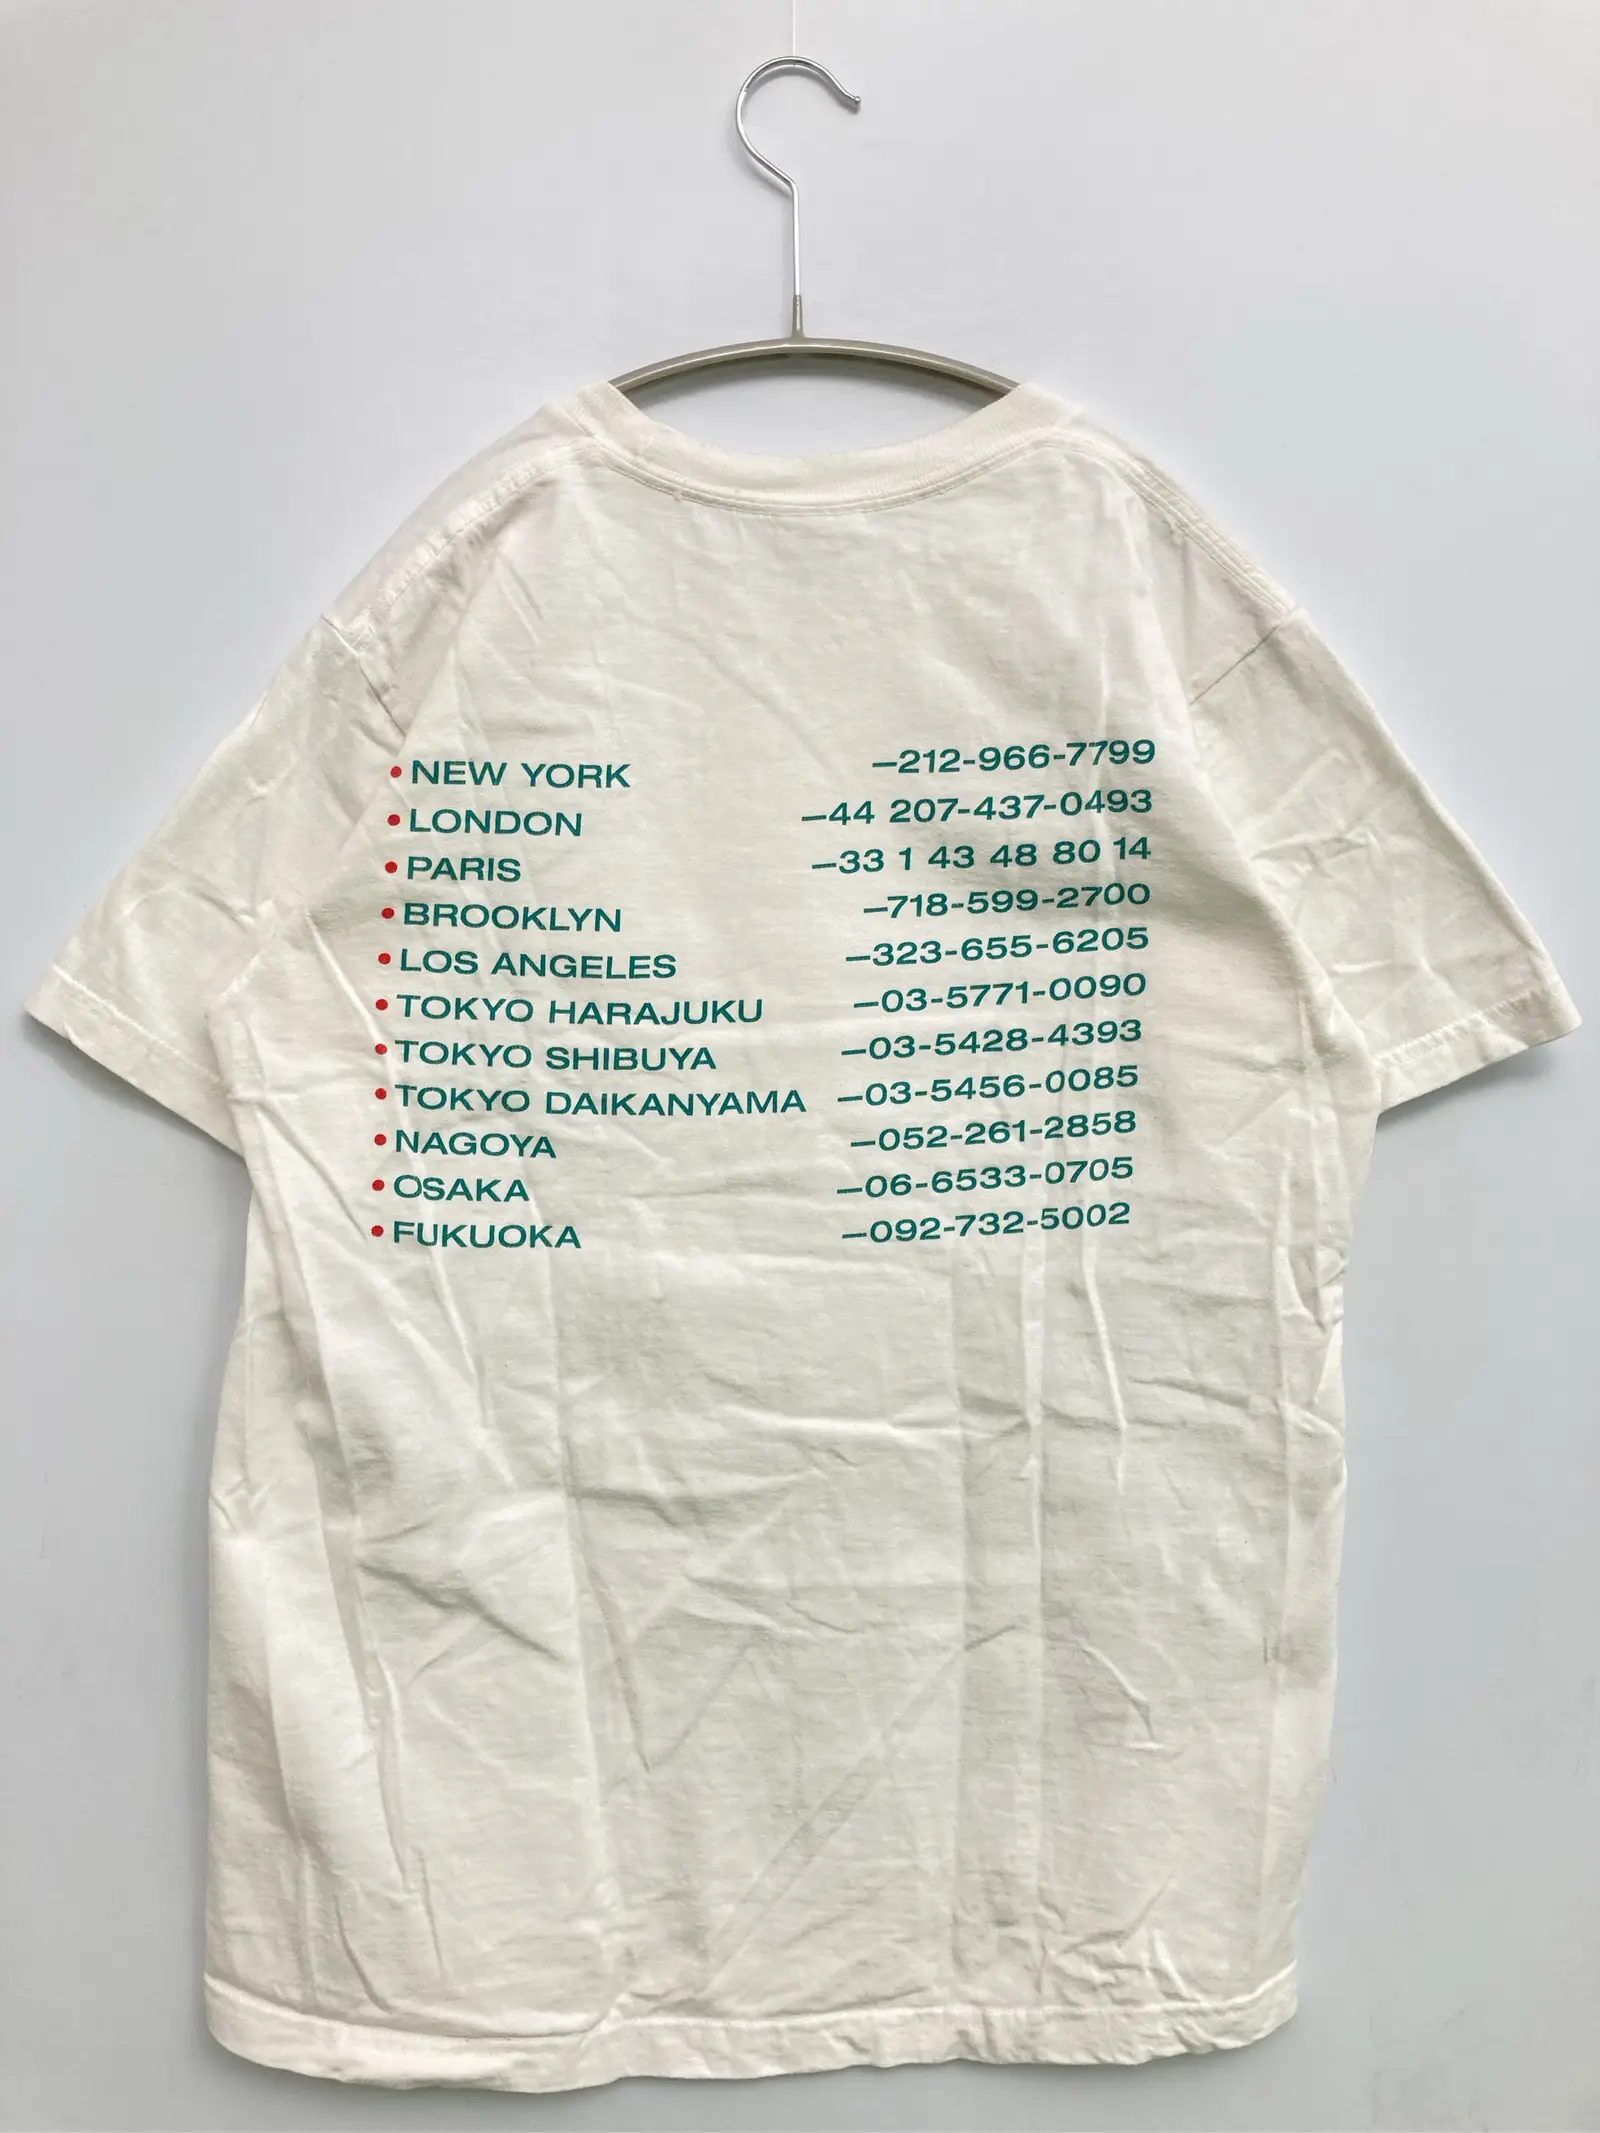 • NEW YORK –212-966-7799
• LONDON –44 207-437-0493
• PARIS –33 1 43 48 80 14
• BROOKLYN –718-599-2700
• LOS ANGELES –323-655-6205
• TOKYO HARAJUKU –03-5771-0090
• TOKYO SHIBUYA –03-5428-4393
• TOKYO DAIKANYAMA –03-5456-0085
• NAGOYA –052-261-2858
• OSAKA –06-6533-0705
• FUKUOKA –092-732-5002